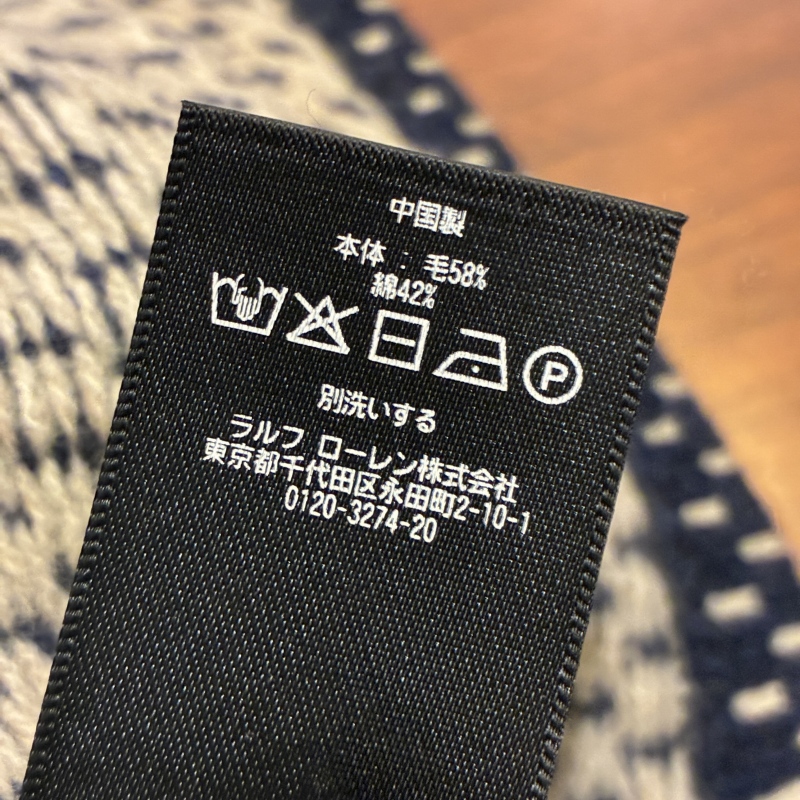 中国製
本体 : 毛58%
綿42%
P
別洗いする
ラルフ ローレン株式会社
東京都千代田区永田町2-10-1
0120-3274-20